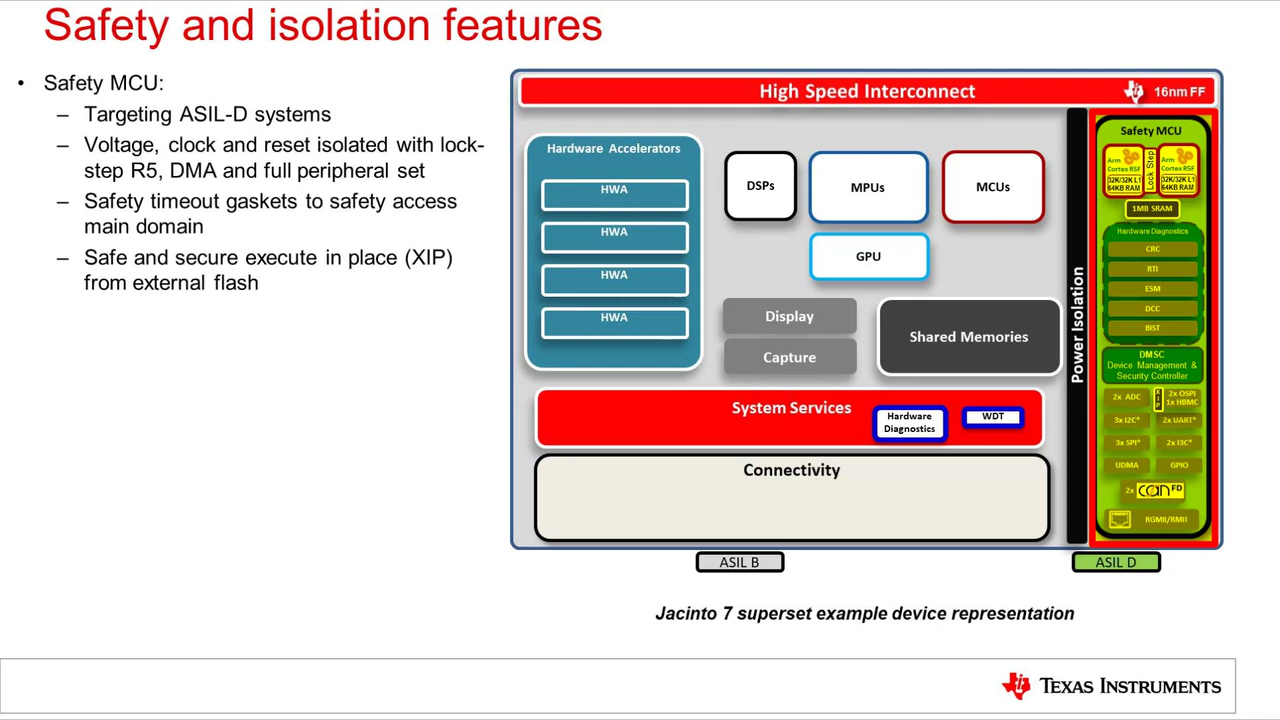 Safety and isolation features
• Safety MCU:
– Targeting ASIL-D systems
– Voltage, clock and reset isolated with lock-
step R5, DMA and full peripheral set
– Safety timeout gaskets to safety access
main domain
– Safe and secure execute in place (XIP)
from external flash
High Speed Interconnect
16nm FF
Hardware Accelerators
HWA
HWA
HWA
HWA
DSPs
MPUs
MCUs
GPU
Display
Capture
Shared Memories
System Services
Hardware
Diagnostics
WDT
Connectivity
Power Isolation
Safety MCU
Arm
Cortex R5F
32K/32K L1
64KB RAM
Lock Step
Arm
Cortex R5F
32K/32K L1
64KB RAM
1MB SRAM
Hardware Diagnostics
CRC
RTI
ESM
DCC
BIST
DMSC
Device Management &
Security Controller
2x ADC
XIP
2x OSPI
1x HBMC
3x I2C*
2x UART*
3x SPI*
2x I3C*
UDMA
GPIO
2x CAN FD
RGMII/RMII
ASIL B
ASIL D
Jacinto 7 superset example device representation
TEXAS INSTRUMENTS